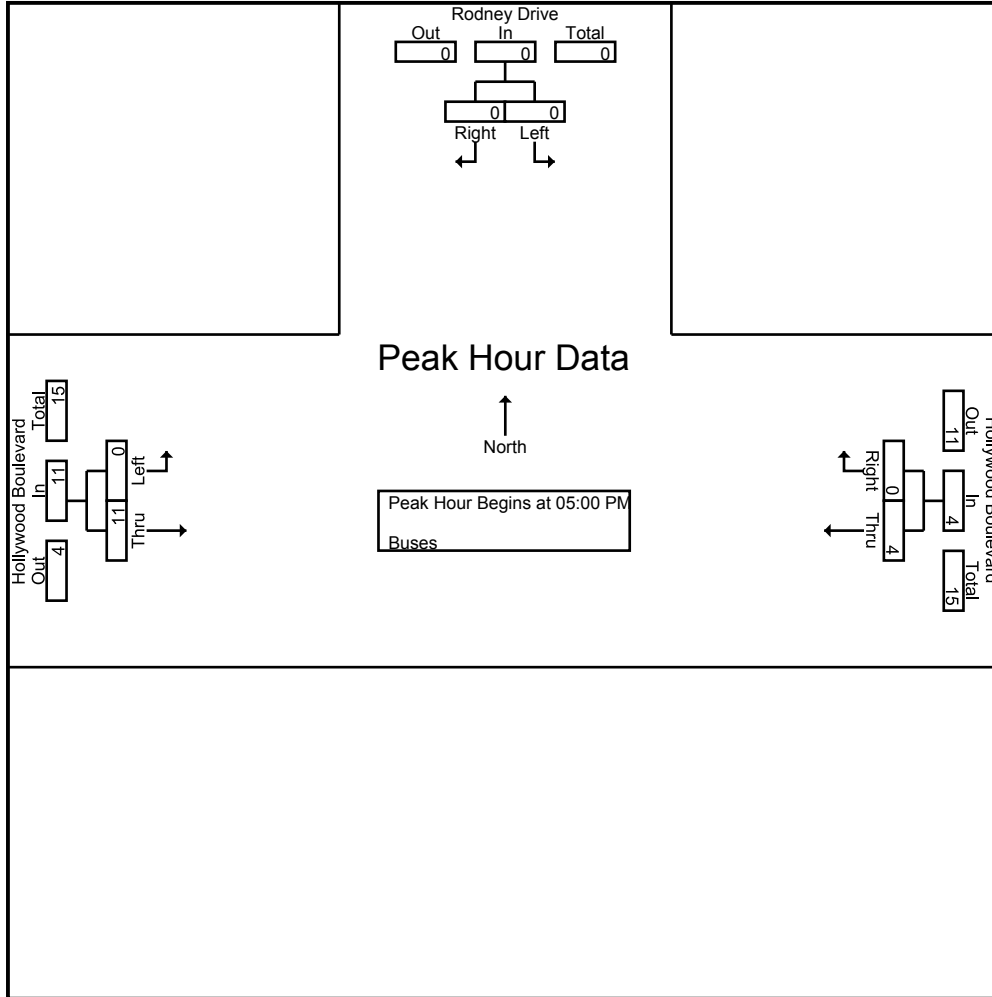 Rodney Drive
Out In Total
0 0 0
0 0
Right Left
Peak Hour Data
North
Peak Hour Begins at 05:00 PM
Buses
Hollywood Boulevard
Total In Out
15 11 4
0 11
Left Thru
Hollywood Boulevard
Out In Total
11 4 15
0 4
Right Thru